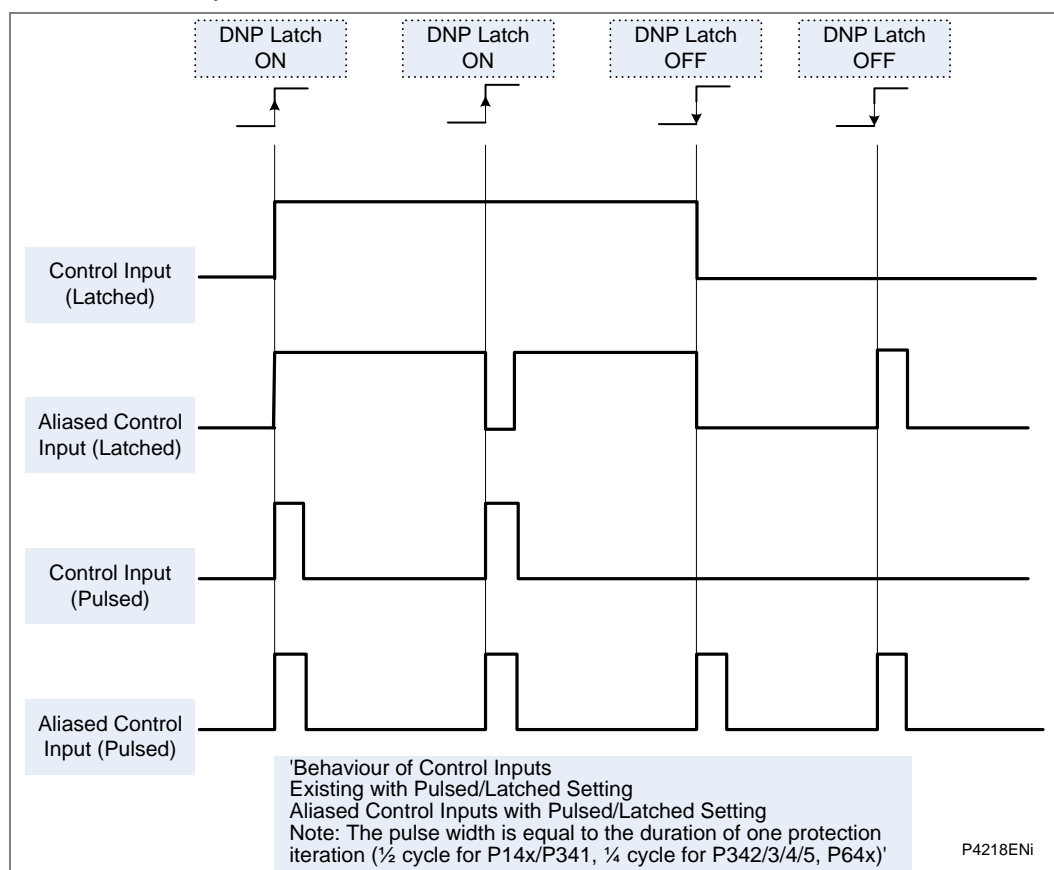 DNP Latch
ON
DNP Latch
ON
DNP Latch
OFF
DNP Latch
OFF
Control Input
(Latched)
Aliased Control
Input (Latched)
Control Input
(Pulsed)
Aliased Control
Input (Pulsed)
'Behaviour of Control Inputs
Existing with Pulsed/Latched Setting
Aliased Control Inputs with Pulsed/Latched Setting
Note: The pulse width is equal to the duration of one protection
iteration (½ cycle for P14x/P341, ¼ cycle for P342/3/4/5, P64x)'
P4218ENi